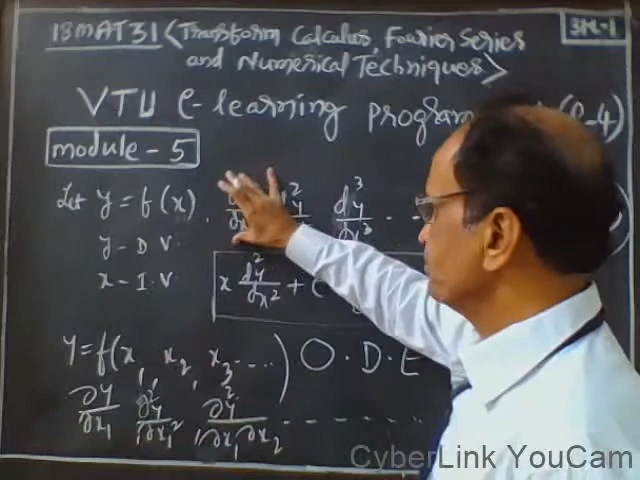 18MAT31 (Transform Calculus, Fourier Series
and Numerical Techniques>
3M-1
VTU e-learning Program
module - 5
Let y = f(x). d²y d³y/dx³ - -
y - D V.
x - I.V
x d²y/dx² +
y = f(x₁, x₂, x₃ ....) O.D.E
∂y/∂x₁, ∂²y/∂x₁², ∂²y/∂x₁∂x₂ - - - - - - -
CyberLink YouCam